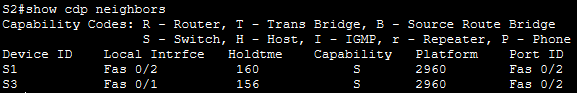 S2#show cdp neighbors
Capability Codes: R - Router, T - Trans Bridge, B - Source Route Bridge
S - Switch, H - Host, I - IGMP, r - Repeater, P - Phone
Device ID Local Intrfce Holdtme Capability Platform Port ID
S1 Fas 0/2 160 S 2960 Fas 0/2
S3 Fas 0/1 156 S 2960 Fas 0/2